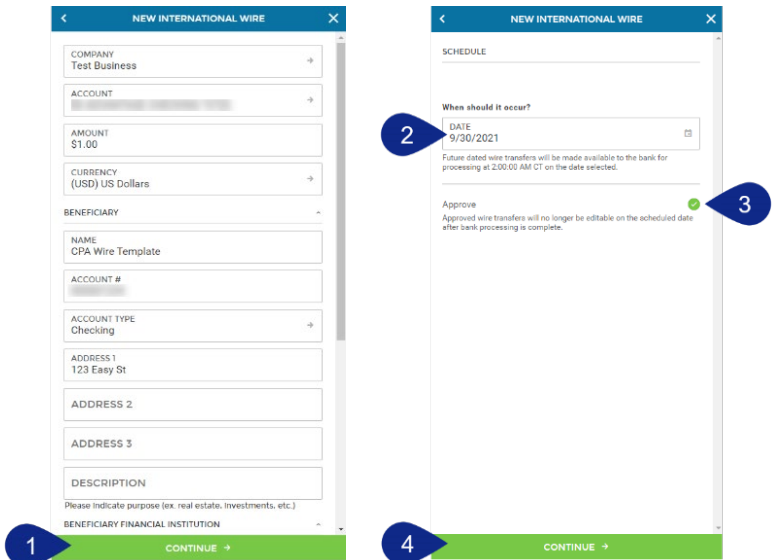 NEW INTERNATIONAL WIRE
COMPANY
Test Business
ACCOUNT
AMOUNT
$1.00
CURRENCY
(USD) US Dollars
BENEFICIARY
NAME
CPA Wire Template
ACCOUNT #
ACCOUNT TYPE
Checking
ADDRESS 1
123 Easy St
ADDRESS 2
ADDRESS 3
DESCRIPTION
Please indicate purpose (ex. real estate, investments, etc.)
BENEFICIARY FINANCIAL INSTITUTION
1
CONTINUE →
NEW INTERNATIONAL WIRE
SCHEDULE
When should it occur?
2
DATE
9/30/2021
Future dated wire transfers will be made available to the bank for
processing at 2:00:00 AM CT on the date selected.
Approve
3
Approved wire transfers will no longer be editable on the scheduled date
after bank processing is complete.
4
CONTINUE →